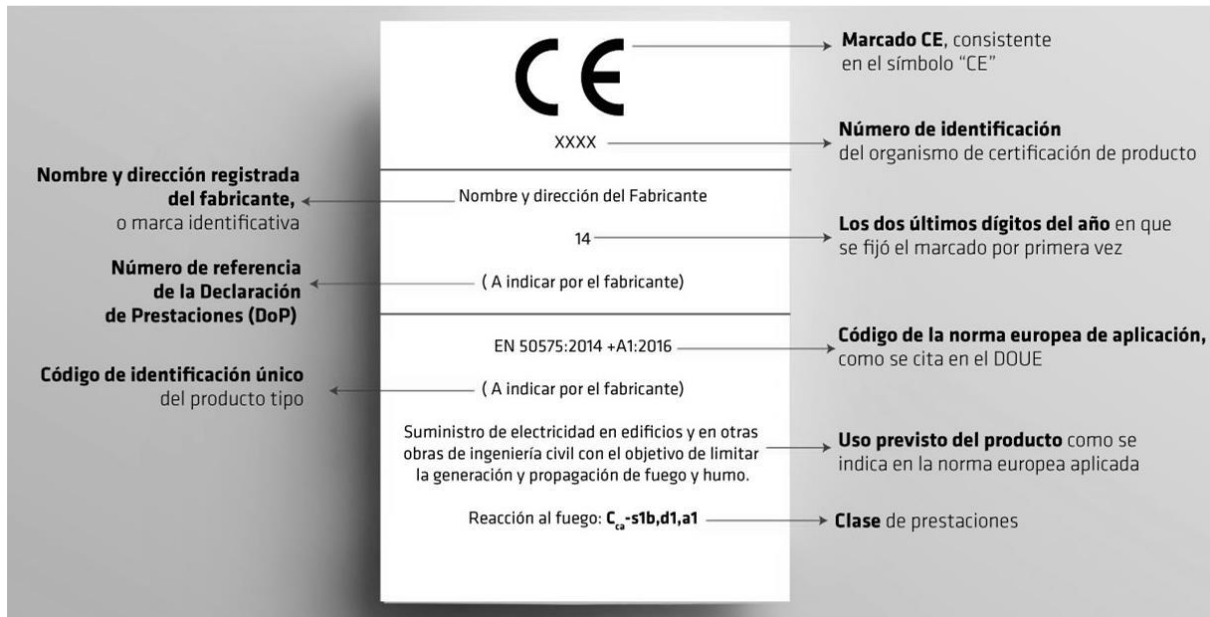 CE
XXXX
Nombre y dirección del Fabricante
14
( A indicar por el fabricante)
EN 50575:2014 +A1:2016
( A indicar por el fabricante)
Suministro de electricidad en edificios y en otras
obras de ingeniería civil con el objetivo de limitar
la generación y propagación de fuego y humo.
Reacción al fuego: Cca-s1b,d1,a1
Nombre y dirección registrada
del fabricante,
o marca identificativa
Número de referencia
de la Declaración
de Prestaciones (DoP)
Código de identificación único
del producto tipo
Marcado CE, consistente
en el símbolo “CE”
Número de identificación
del organismo de certificación de producto
Los dos últimos dígitos del año en que
se fijó el marcado por primera vez
Código de la norma europea de aplicación,
como se cita en el DOUE
Uso previsto del producto como se
indica en la norma europea aplicada
Clase de prestaciones